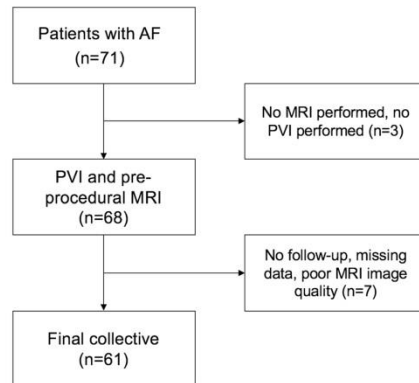 Patients with AF
(n=71)
No MRI performed, no
PVI performed (n=3)
PVI and pre-
procedural MRI
(n=68)
No follow-up, missing
data, poor MRI image
quality (n=7)
Final collective
(n=61)